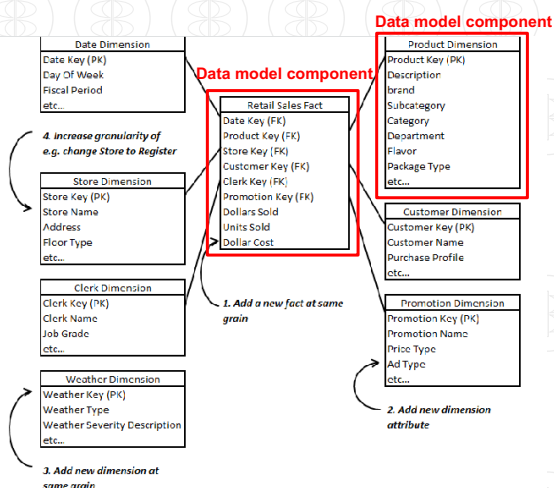 Data model component
Date Dimension
Date Key (PK)
Day Of Week
Fiscal Period
etc...
Data model component
Product Dimension
Product Key (PK)
Description
brand
Subcategory
Category
Department
Flavor
Package Type
etc...
Retail Sales Fact
Date Key (FK)
Product Key (FK)
Store Key (FK)
Customer Key (FK)
Clerk Key (FK)
Promotion Key (FK)
Dollars Sold
Units Sold
Dollar Cost
4. Increase granularity of
e.g. change Store to Register
Store Dimension
Store Key (PK)
Store Name
Address
Floor Type
etc...
Customer Dimension
Customer Key (PK)
Customer Name
Purchase Profile
etc...
Clerk Dimension
Clerk Key (PK)
Clerk Name
Job Grade
etc...
1. Add a new fact at same
grain
Promotion Dimension
Promotion Key (PK)
Promotion Name
Price Type
Ad Type
etc...
Weather Dimension
Weather Key (PK)
Weather Type
Weather Severity Description
etc...
2. Add new dimension
attribute
3. Add new dimension at
same grain